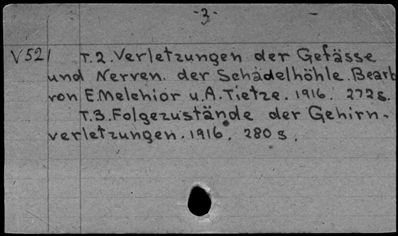 -3-
V521 T.2. Verletzungen der Gefässe
und Nerven. der Schädelhöhle. Bearb
von E.Melchior u.A.Tietze. 1916. 272s.
T.3. Folgezustände der Gehirn-
verletzungen. 1916. 280 s.